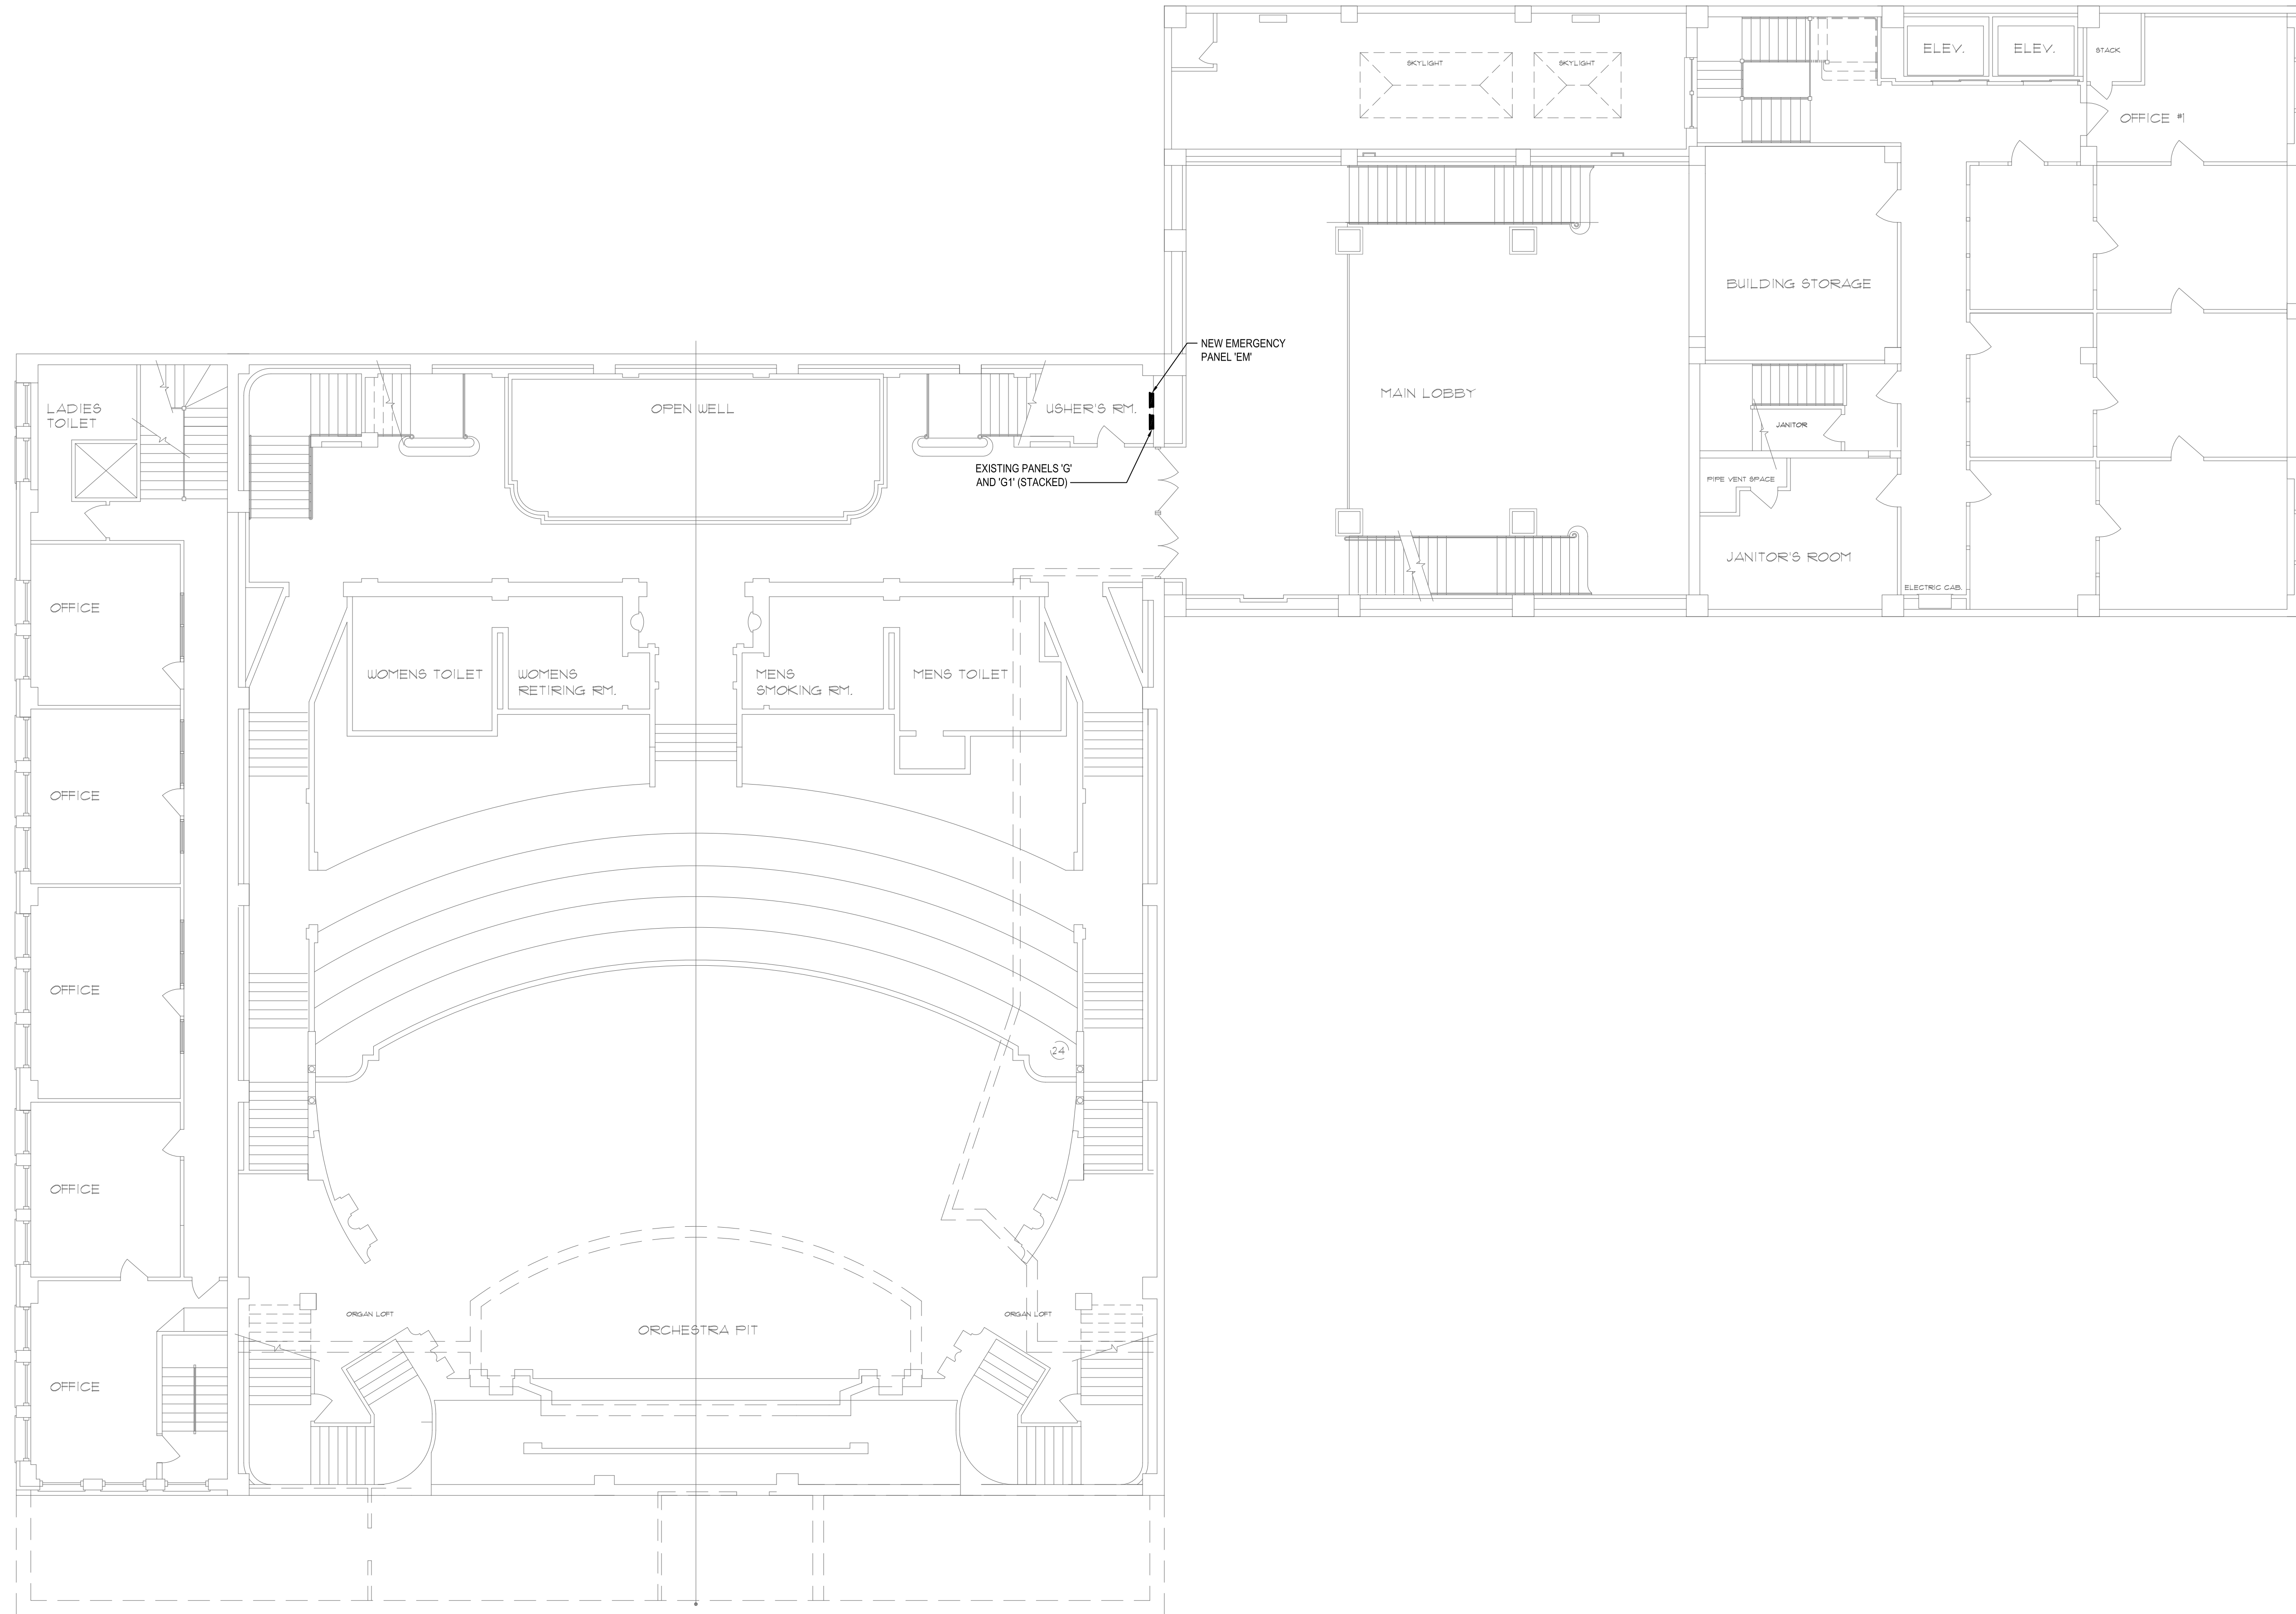 ELEV.
ELEV.
STACK
SKYLIGHT
SKYLIGHT
OFFICE #1
BUILDING STORAGE
NEW EMERGENCY
PANEL 'EM'
MAIN LOBBY
LADIES
TOILET
OPEN WELL
USHER'S RM.
JANITOR
EXISTING PANELS 'G'
AND 'G1' (STACKED)
PIPE VENT SPACE
JANITOR'S ROOM
ELECTRIC CAB.
OFFICE
WOMENS TOILET
WOMENS
RETIRING RM.
MENS
SMOKING RM.
MENS TOILET
OFFICE
OFFICE
24
OFFICE
ORGAN LOFT
ORGAN LOFT
ORCHESTRA PIT
OFFICE